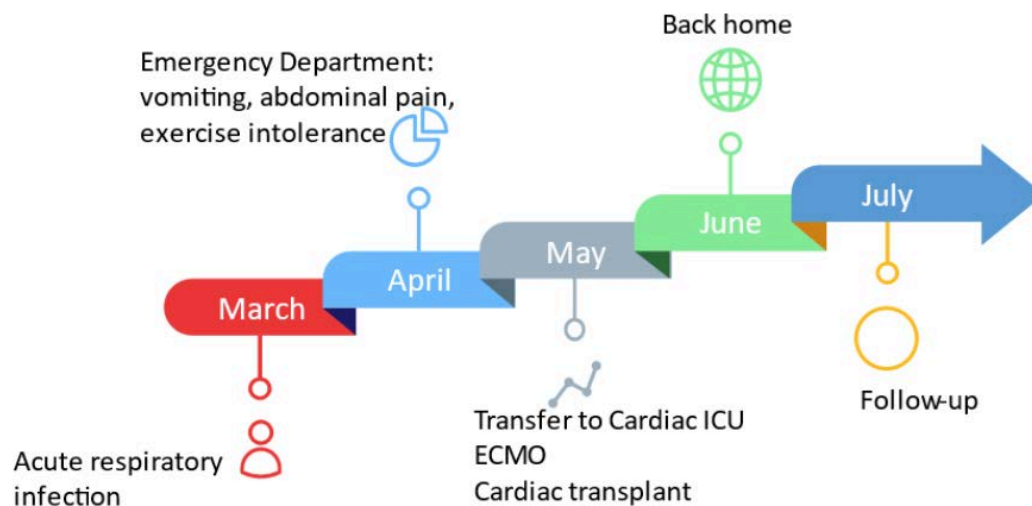 Back home
Emergency Department:
vomiting, abdominal pain,
exercise intolerance
July
June
May
April
March
Transfer to Cardiac ICU
ECMO
Cardiac transplant
Follow-up
Acute respiratory
infection